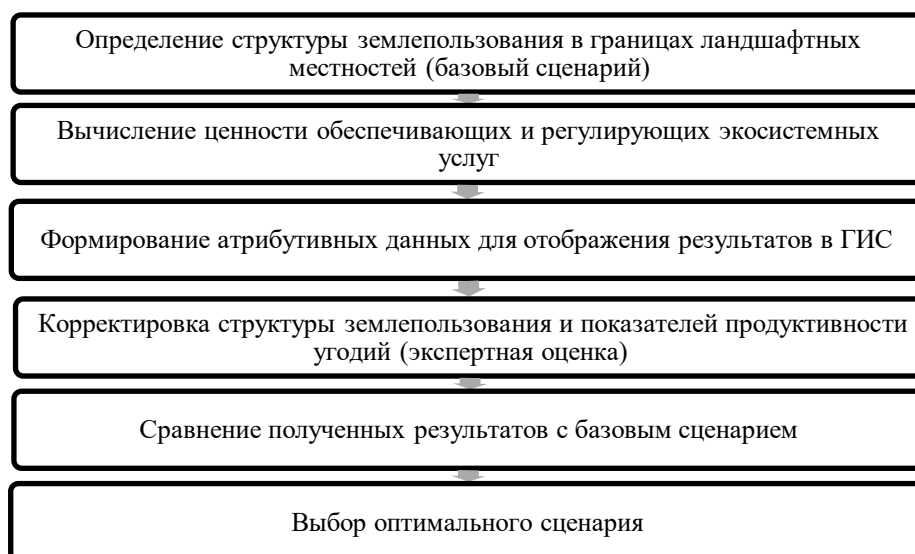 Определение структуры землепользования в границах ландшафтных
местностей (базовый сценарий)
Вычисление ценности обеспечивающих и регулирующих экосистемных
услуг
Формирование атрибутивных данных для отображения результатов в ГИС
Корректировка структуры землепользования и показателей продуктивности
угодий (экспертная оценка)
Сравнение полученных результатов с базовым сценарием
Выбор оптимального сценария